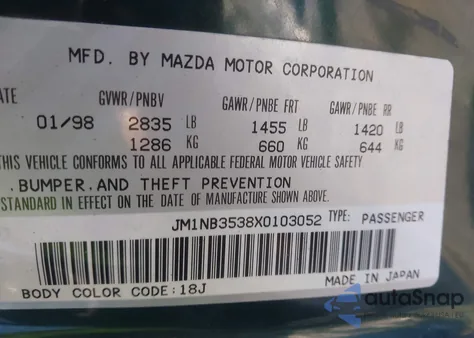 MFD. BY MAZDA MOTOR CORPORATION
ATE GVWR/PNBV GAWR/PNBE FRT GAWR/PNBE RR
01/98 2835 LB 1455 LB 1420 LB
1286 KG 660 KG 644 KG
THIS VEHICLE CONFORMS TO ALL APPLICABLE FEDERAL MOTOR VEHICLE SAFETY
.BUMPER.AND THEFT PREVENTION
STANDARD IN EFFECT ON THE DATE OF MANUFACTURE SHOWN ABOVE.
JM1NB3538X0103052 TYPE: PASSENGER
MADE IN JAPAN
BODY COLOR CODE:18J
autaSnap